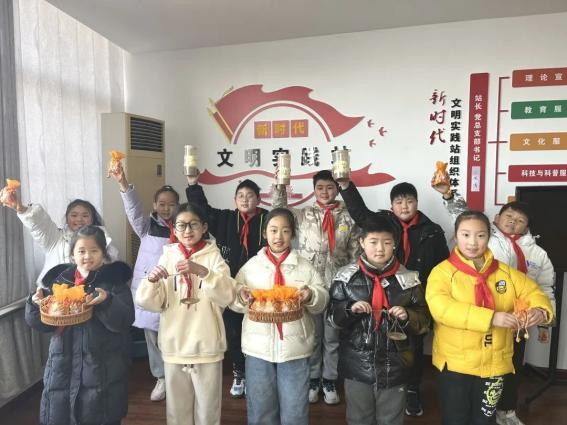 新时代
文明实践站
新时代
文明实践站组织体系
站长 党总支部书记
理论宣
教育服
文化服
科技与科普服